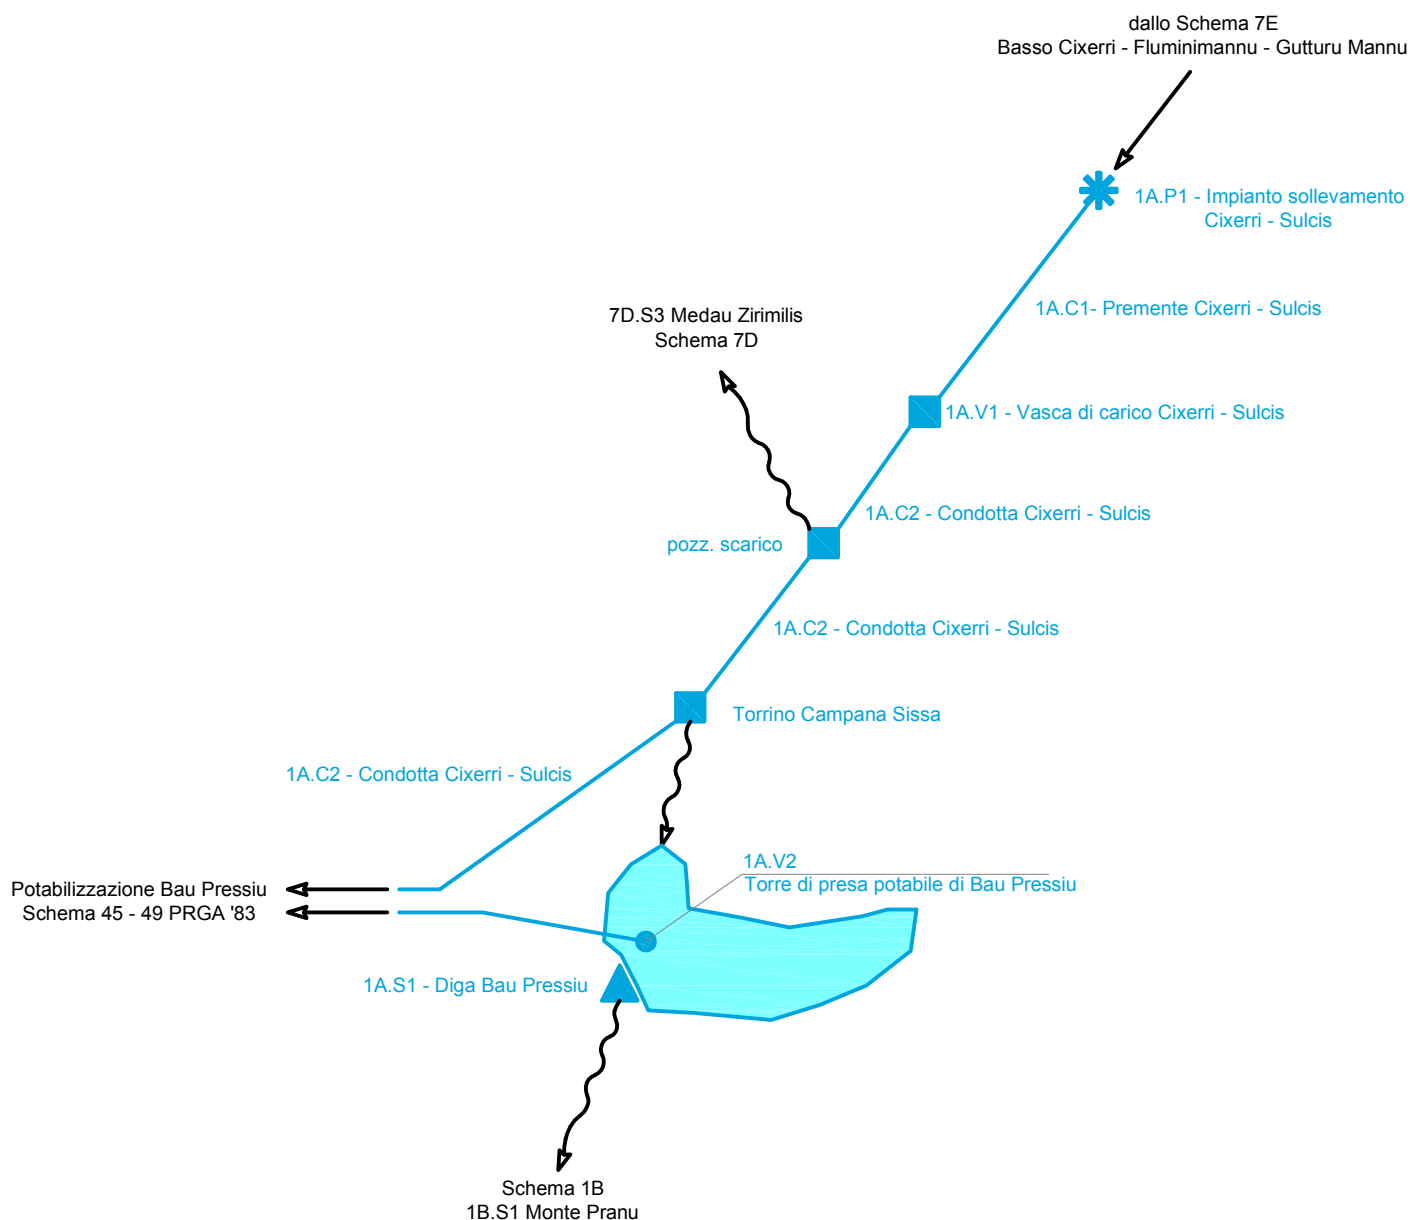 dallo Schema 7E
Basso Cixerri - Fluminimannu - Gutturu Mannu
1A.P1 - Impianto sollevamento
Cixerri - Sulcis
1A.C1- Premente Cixerri - Sulcis
7D.S3 Medau Zirimilis
Schema 7D
1A.V1 - Vasca di carico Cixerri - Sulcis
1A.C2 - Condotta Cixerri - Sulcis
pozz. scarico
1A.C2 - Condotta Cixerri - Sulcis
Torrino Campana Sissa
1A.C2 - Condotta Cixerri - Sulcis
1A.V2
Torre di presa potabile di Bau Pressiu
Potabilizzazione Bau Pressiu
Schema 45 - 49 PRGA '83
1A.S1 - Diga Bau Pressiu
Schema 1B
1B.S1 Monte Pranu